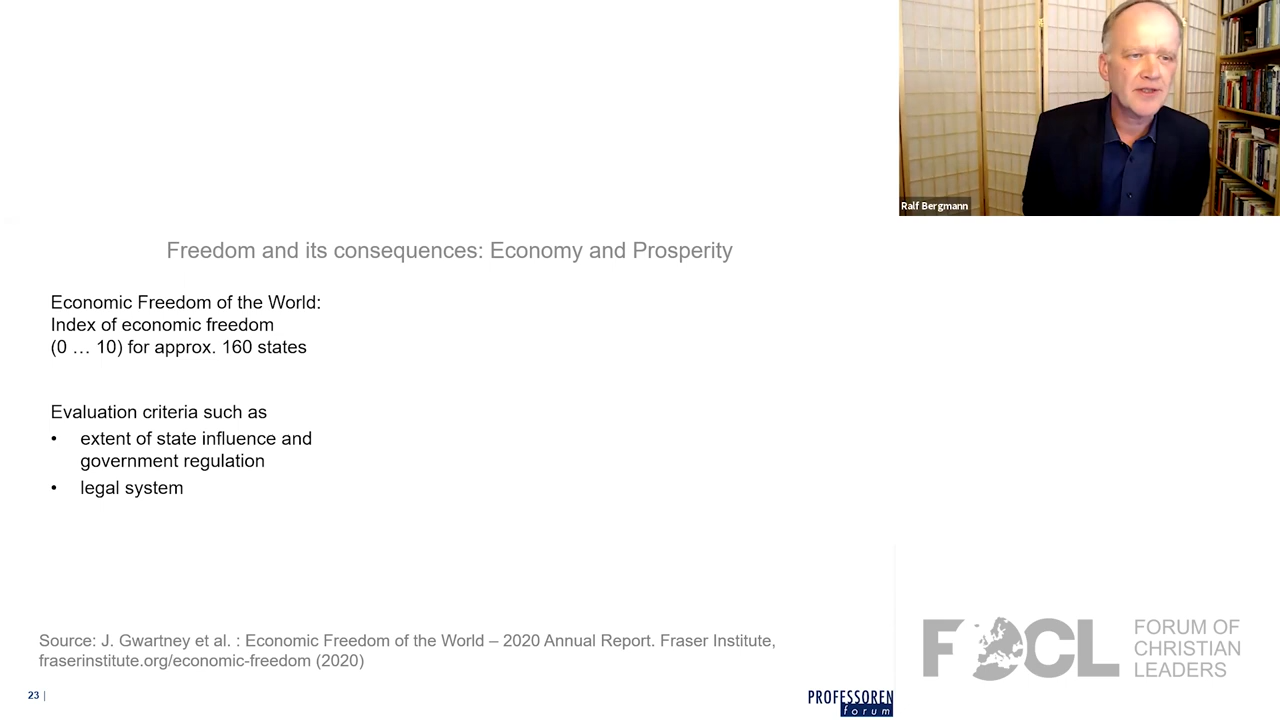 Ralf Bergmann
Freedom and its consequences: Economy and Prosperity
Economic Freedom of the World:
Index of economic freedom
(0 … 10) for approx. 160 states
Evaluation criteria such as
• extent of state influence and
government regulation
• legal system
Source: J. Gwartney et al. : Economic Freedom of the World – 2020 Annual Report. Fraser Institute,
fraserinstitute.org/economic-freedom (2020)
23 |
PROFESSOREN
forum
FOCL
FORUM OF
CHRISTIAN
LEADERS